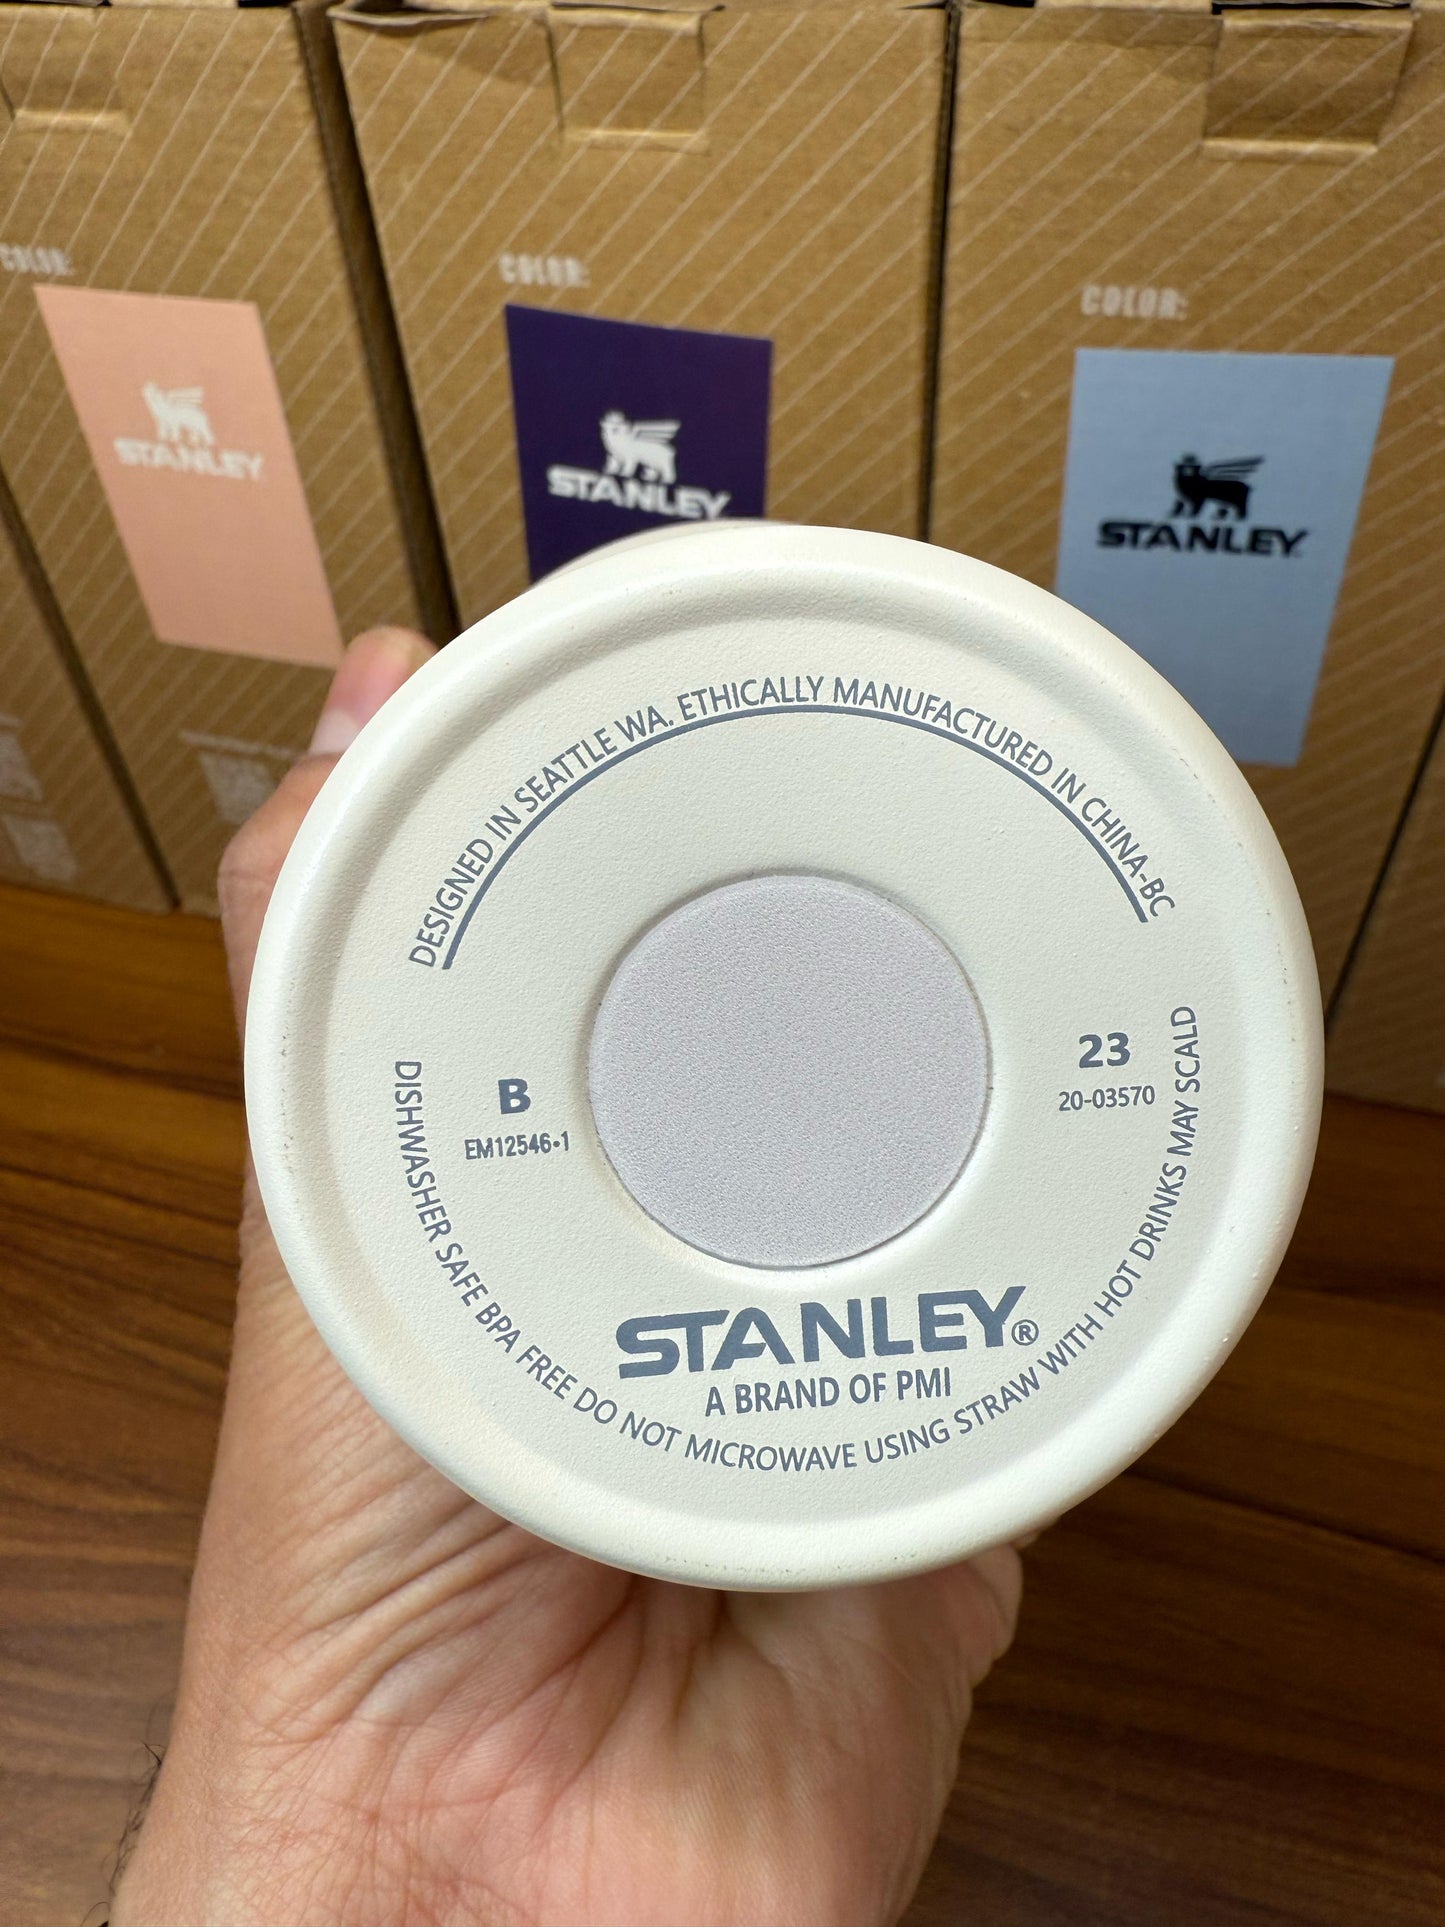 COLOR:
COLOR:
COLOR:
STANLEY
STANLEY
STANLEY
DESIGNED IN SEATTLE WA. ETHICALLY MANUFACTURED IN CHINA-BC
B
EM12546-1
23
20-03570
STANLEY®
A BRAND OF PMI
DISHWASHER SAFE BPA FREE DO NOT MICROWAVE USING STRAW WITH HOT DRINKS MAY SCALD